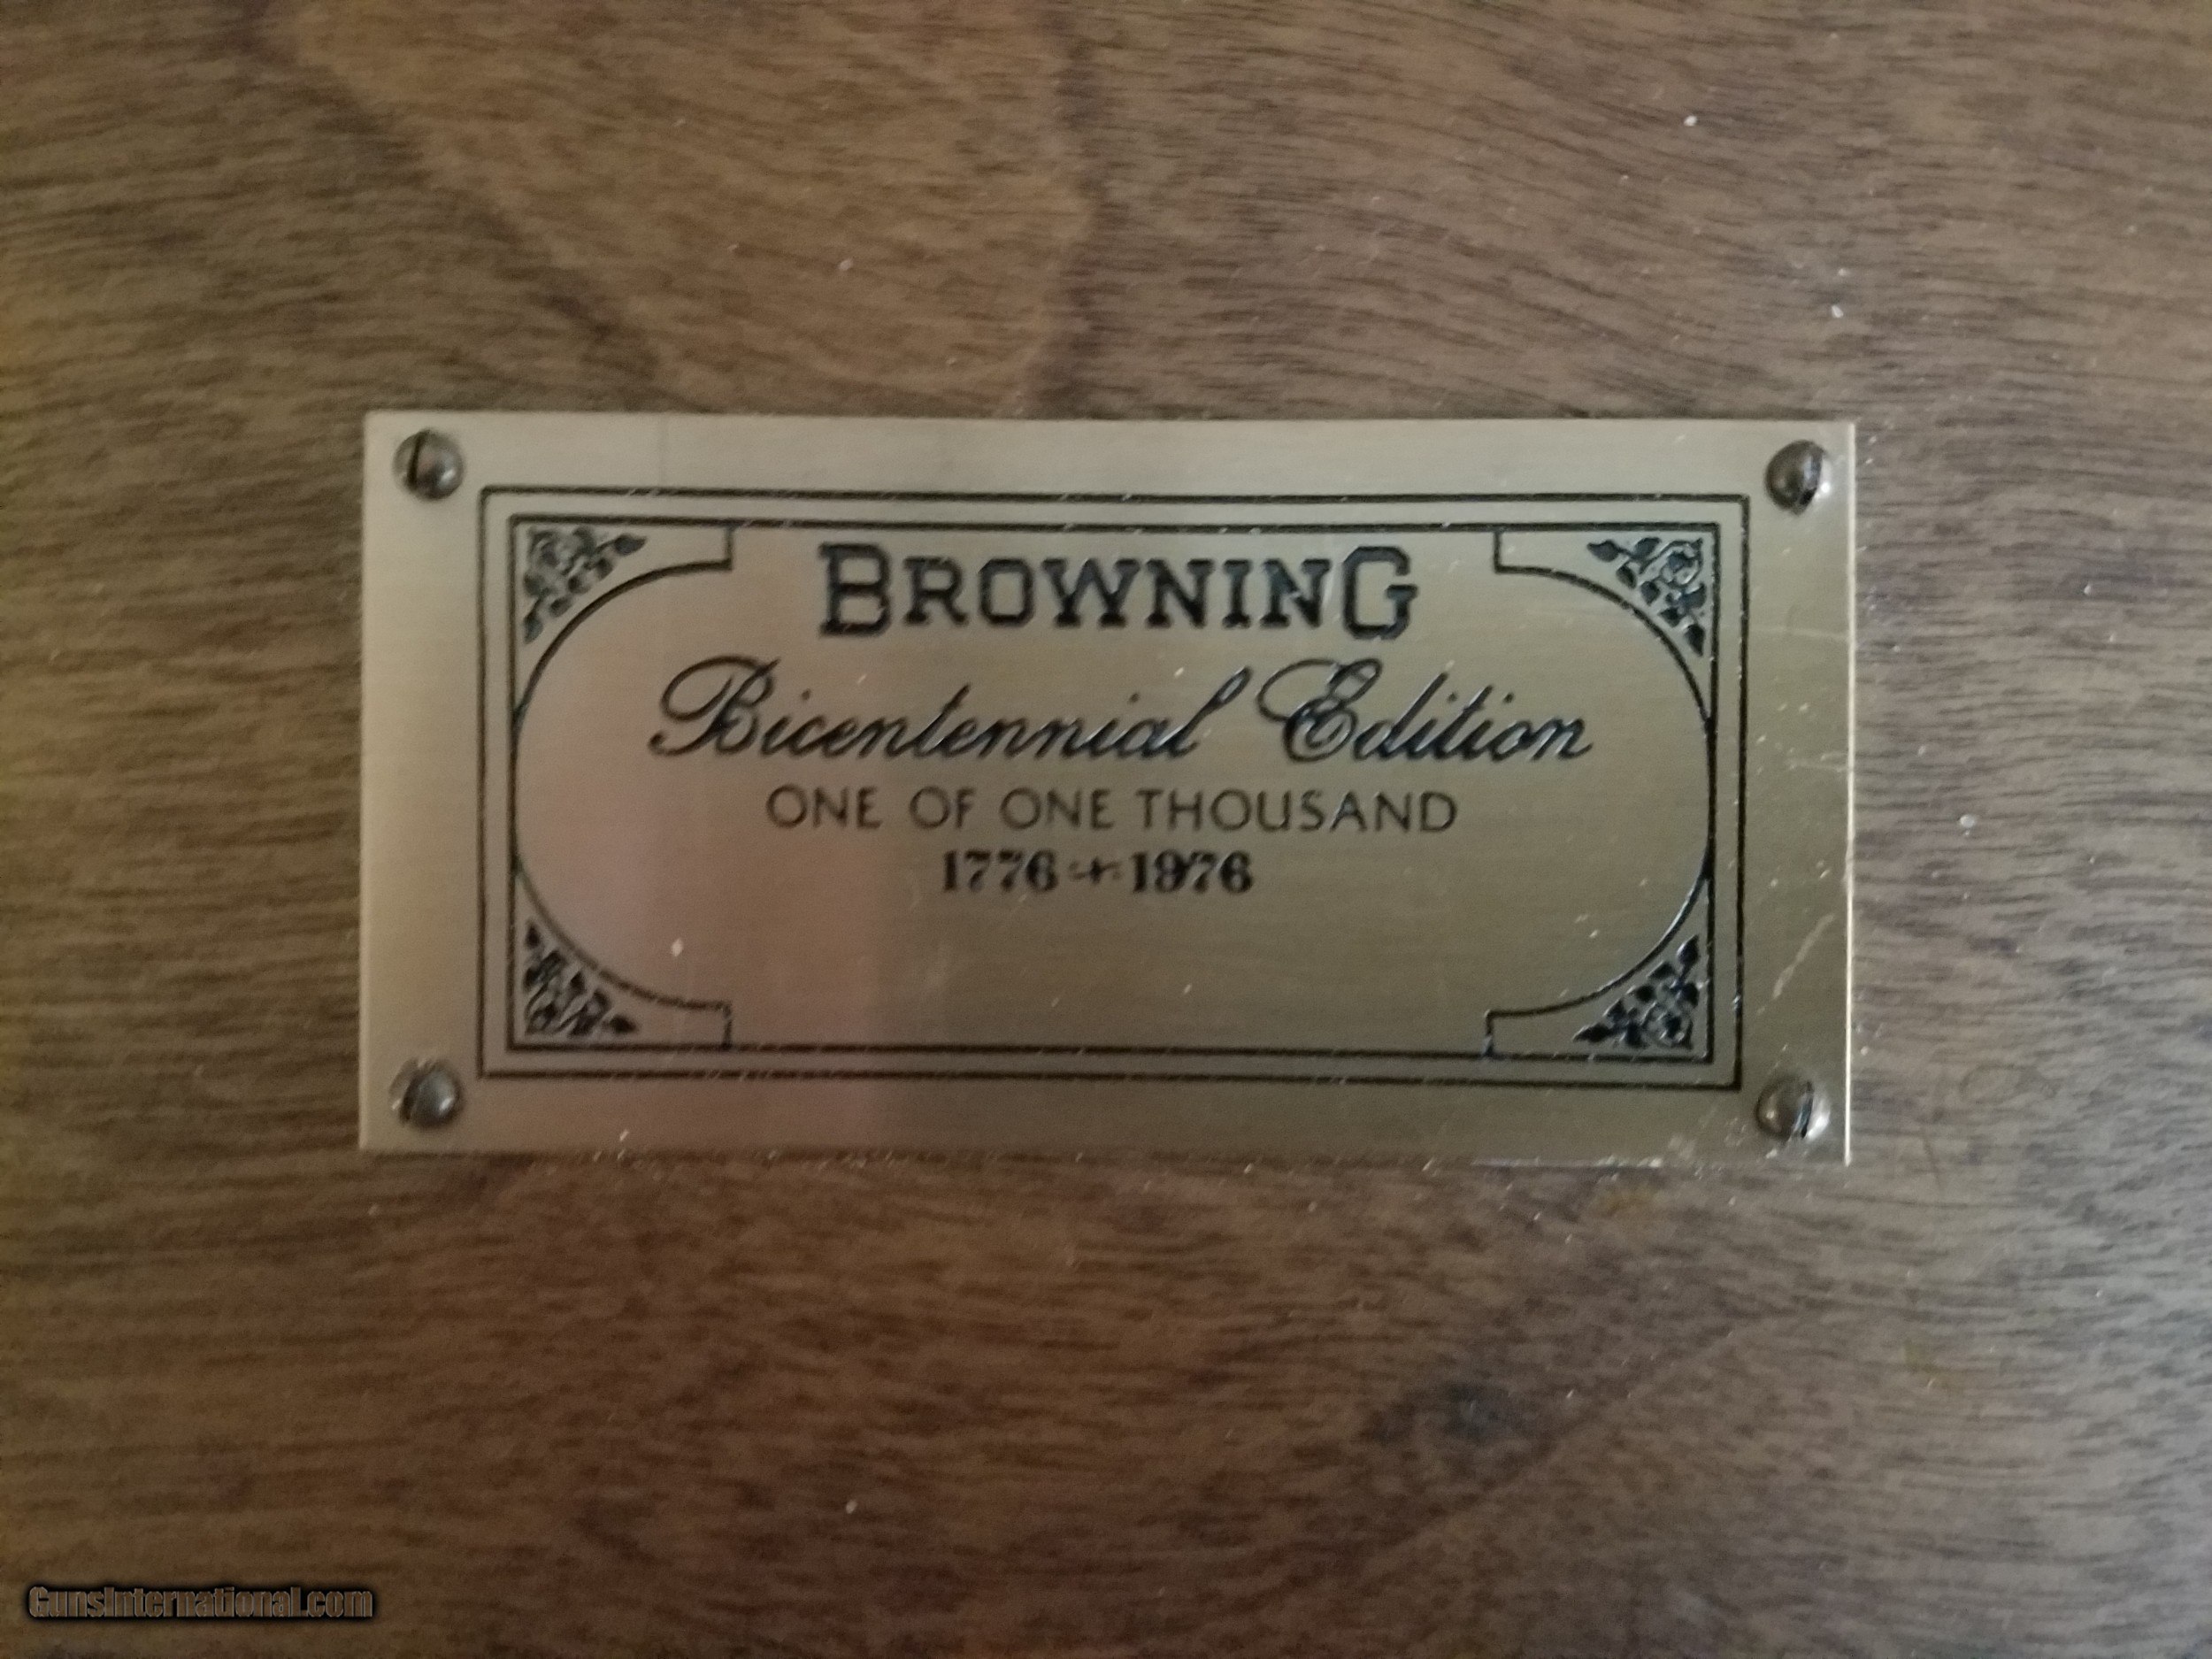 BROWNING
Bicentennial Edition
ONE OF ONE THOUSAND
1776 + 1976
GunsInternational.com